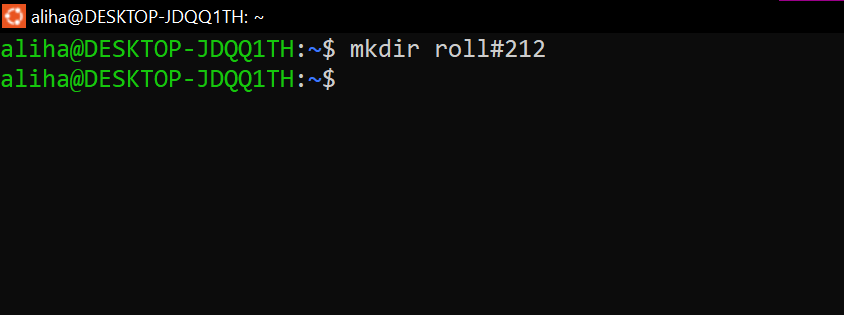 aliha@DESKTOP-JDQQ1TH: ~
aliha@DESKTOP-JDQQ1TH:~$ mkdir roll#212
aliha@DESKTOP-JDQQ1TH:~$